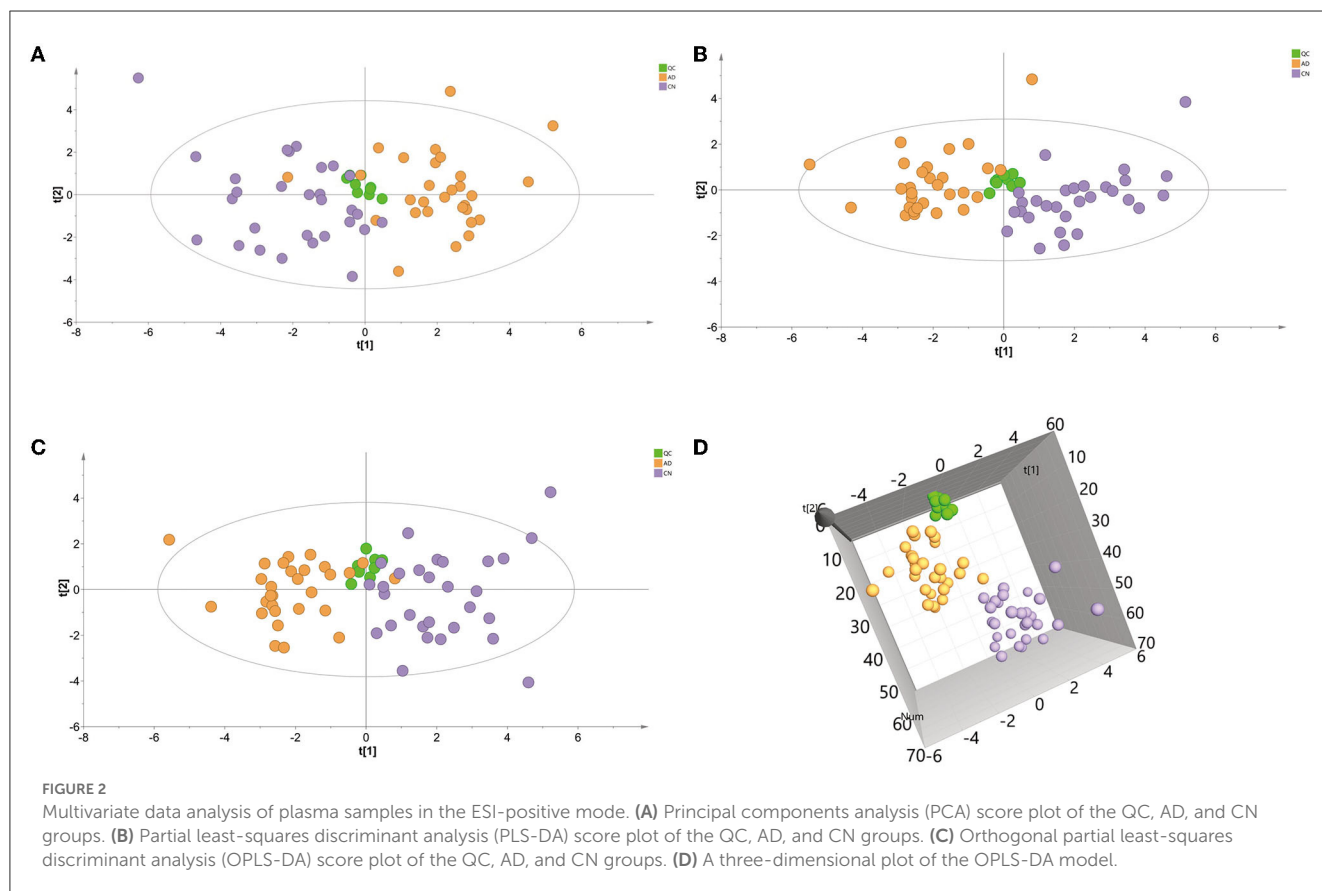 A
QC
AD
CN
4
2
0
-2
-4
-6
-8
-6
-4
-2
0
2
4
6
t[2]
t[1]
B
QC
AD
CN
6
4
2
0
-2
-4
-6
-8
-6
-4
-2
0
2
4
6
t[2]
t[1]
C
QC
AD
CN
4
2
0
-2
-4
-6
-8
-6
-4
-2
0
2
4
6
t[2]
t[1]
D
-4
-2
0
2
4
60
t[1]
t[2]
10
20
30
40
50
60
70
6
10
20
30
40
50
60
Num
70-6
-4
-2
0
2
4
6
FIGURE 2
Multivariate data analysis of plasma samples in the ESI-positive mode. (A) Principal components analysis (PCA) score plot of the QC, AD, and CN
groups. (B) Partial least-squares discriminant analysis (PLS-DA) score plot of the QC, AD, and CN groups. (C) Orthogonal partial least-squares
discriminant analysis (OPLS-DA) score plot of the QC, AD, and CN groups. (D) A three-dimensional plot of the OPLS-DA model.